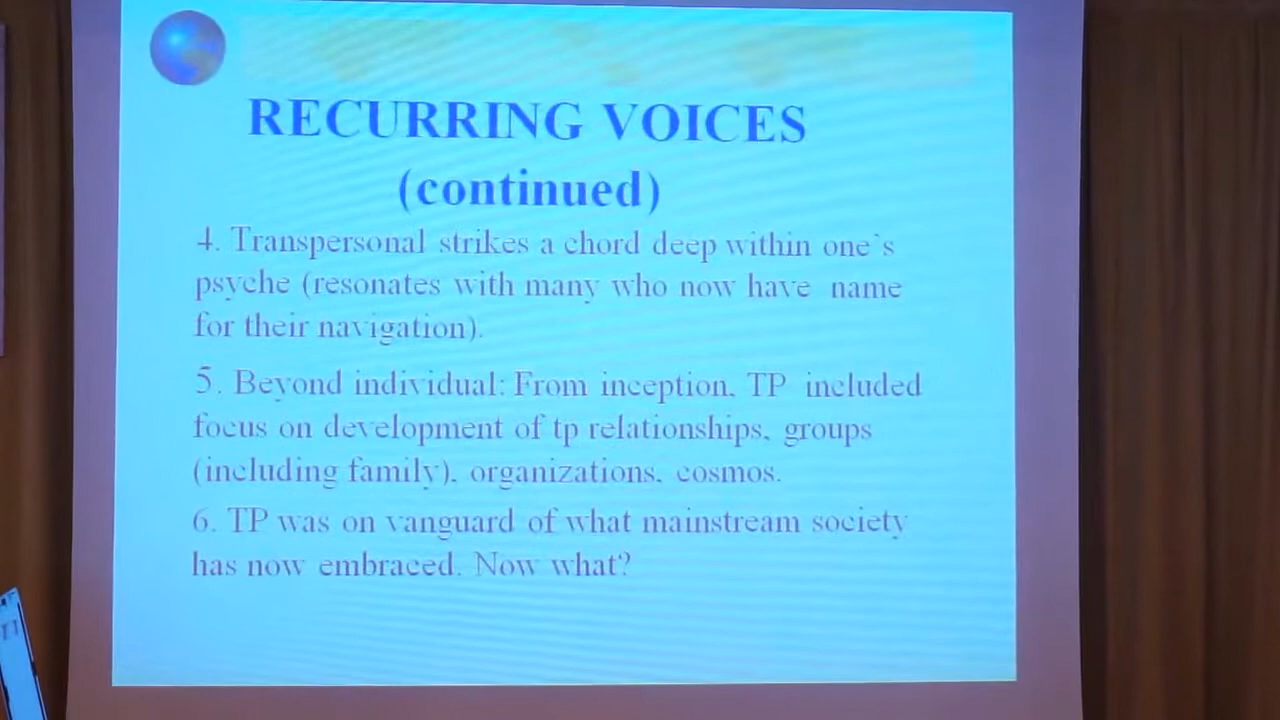 RECURRING VOICES
(continued)
4. Transpersonal strikes a chord deep within one`s
psyche (resonates with many who now have name
for their navigation).
5. Beyond individual: From inception, TP included
focus on development of tp relationships, groups
(including family), organizations, cosmos.
6. TP was on vanguard of what mainstream society
has now embraced. Now what?